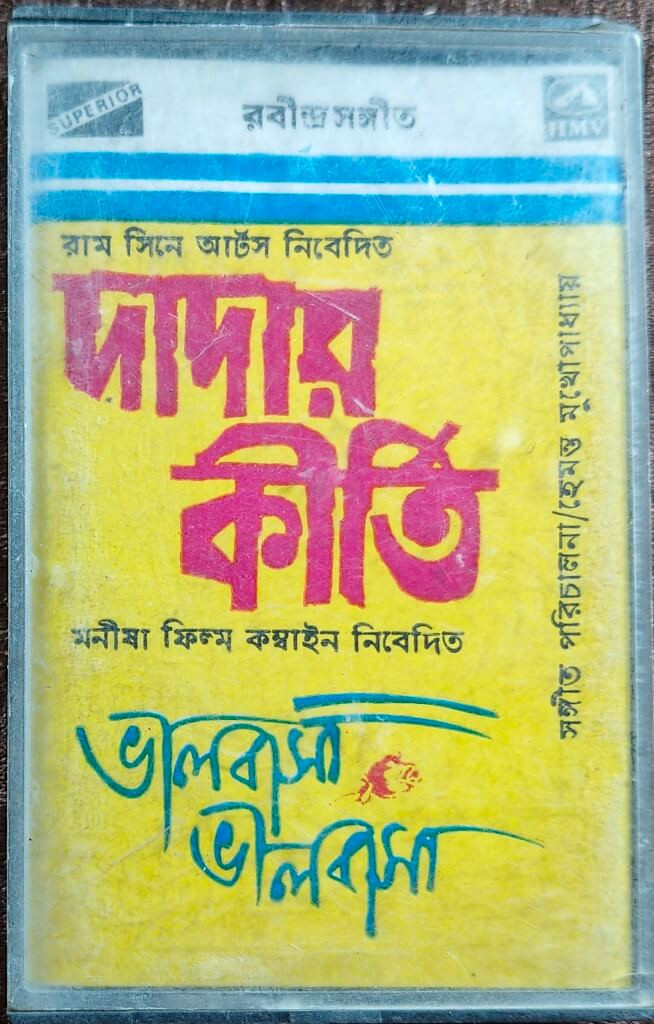 SUPERIOR
রবীন্দ্রসঙ্গীত
HMV
রাম সিনে আর্টস নিবেদিত
দাদার
কীর্তি
মনীষা ফিল্ম কম্বাইন নিবেদিত
ভালবাসা
ভালবাসা
সঙ্গীত পরিচালনা/হেমন্ত মুখোপাধ্যায়